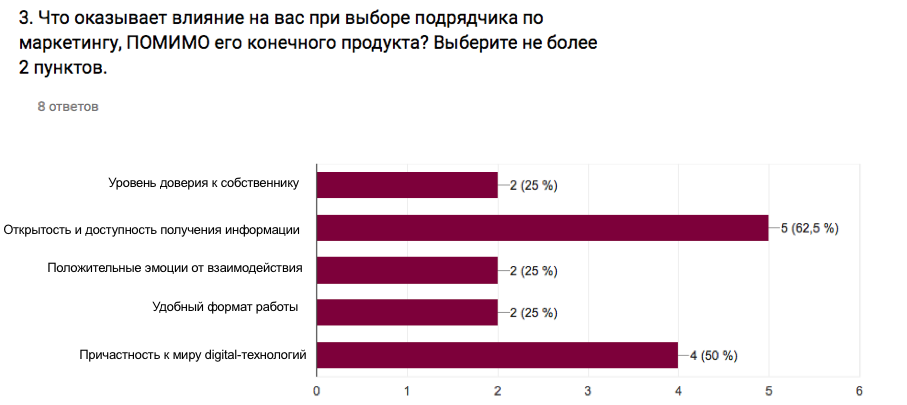 3. Что оказывает влияние на вас при выборе подрядчика по
маркетингу, ПОМИМО его конечного продукта? Выберите не более
2 пунктов.
8 ответов
Уровень доверия к собственнику
2 (25 %)
Открытость и доступность получения информации
5 (62,5 %)
Положительные эмоции от взаимодействия
2 (25 %)
Удобный формат работы
2 (25 %)
Причастность к миру digital-технологий
4 (50 %)
0 1 2 3 4 5 6